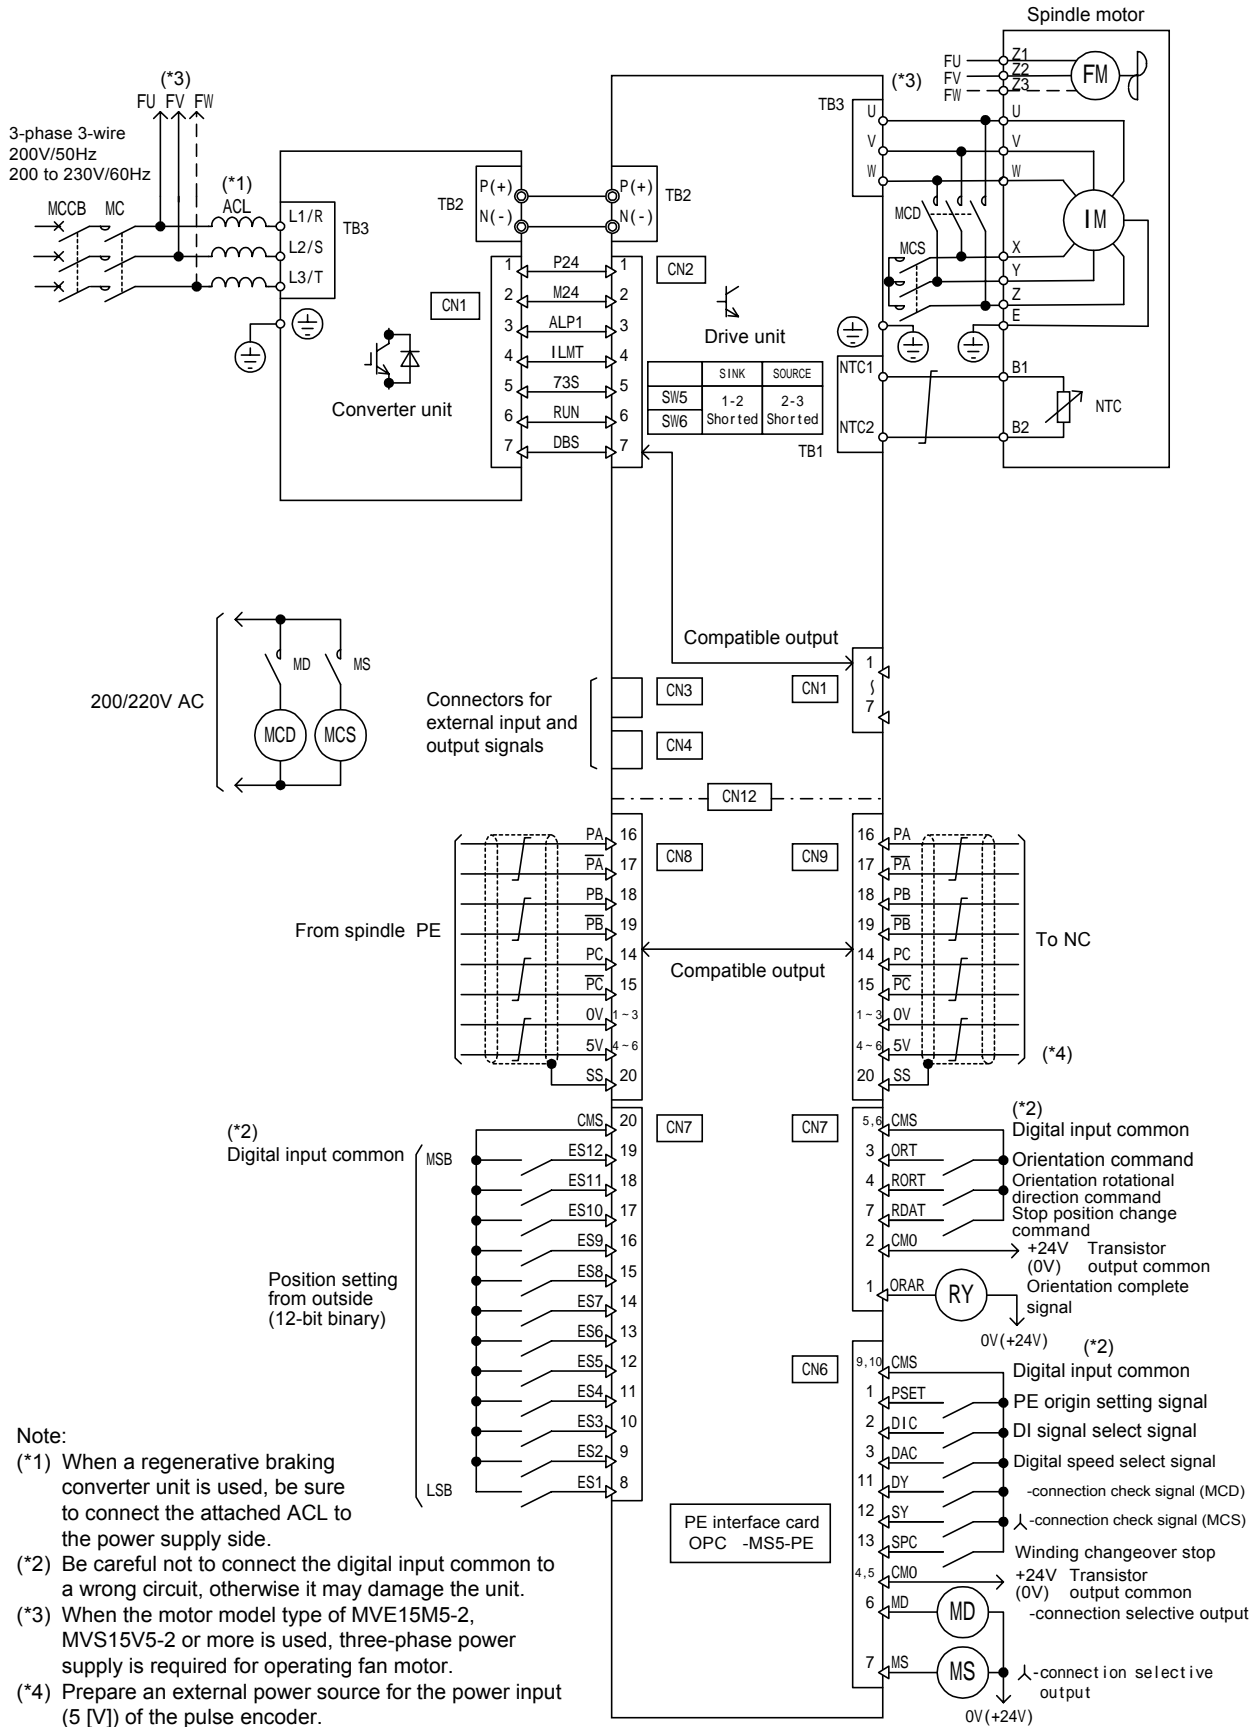 Spindle motor
(*3)
FU FV FW
3-phase 3-wire
200V/50Hz
200 to 230V/60Hz
(*1)
ACL
MCCB MC
L1/R
L2/S
L3/T
TB3
TB2
P(+)
N(-)
P(+)
N(-)
TB2
(*3)
TB3
U
V
W
FU
FV
FW
Z1
Z2
Z3
FM
U
V
W
MCD
MCS
IM
X
Y
Z
E
CN1
1 P24 1
2 M24 2
3 ALP1 3
4 ILMT 4
5 73S 5
6 RUN 6
7 DBS 7
CN2
Converter unit
Drive unit
SINK SOURCE
SW5 1-2 2-3
SW6 Shorted Shorted
NTC1
NTC2
TB1
B1
B2
NTC
Compatible output
200/220V AC
MD MS
MCD MCS
Connectors for
external input and
output signals
CN3
CN4
CN1
1
~
7
CN12
From spindle PE
PA 16
P̅A̅ 17
PB 18
P̅B̅ 19
PC 14
P̅C̅ 15
0V 1~3
5V 4~6
SS 20
CN8
Compatible output
CN9
16 PA
17 P̅A̅
18 PB
19 P̅B̅
14 PC
15 P̅C̅
1~3 0V
4~6 5V
20 SS
To NC
(*4)
(*2)
Digital input common
MSB
LSB
Position setting
from outside
(12-bit binary)
CMS 20
ES12 19
ES11 18
ES10 17
ES9 16
ES8 15
ES7 14
ES6 13
ES5 12
ES4 11
ES3 10
ES2 9
ES1 8
CN7
CN7
(*2)
5,6 CMS Digital input common
3 ORT Orientation command
4 RORT Orientation rotational
direction command
7 RDAT Stop position change
command
2 CMO +24V Transistor
(0V) output common
1 ORAR RY Orientation complete
signal
0V(+24V)
(*2)
CN6
9,10 CMS Digital input common
1 PSET PE origin setting signal
2 DIC DI signal select signal
3 DAC Digital speed select signal
11 DY -connection check signal (MCD)
12 SY ⅄-connection check signal (MCS)
13 SPC Winding changeover stop
4,5 CMO +24V Transistor
(0V) output common
6 MD MD -connection selective output
7 MS MS ⅄-connection selective
output
0V(+24V)
PE interface card
OPC -MS5-PE
Note:
(*1) When a regenerative braking
converter unit is used, be sure
to connect the attached ACL to
the power supply side.
(*2) Be careful not to connect the digital input common to
a wrong circuit, otherwise it may damage the unit.
(*3) When the motor model type of MVE15M5-2,
MVS15V5-2 or more is used, three-phase power
supply is required for operating fan motor.
(*4) Prepare an external power source for the power input
(5 [V]) of the pulse encoder.